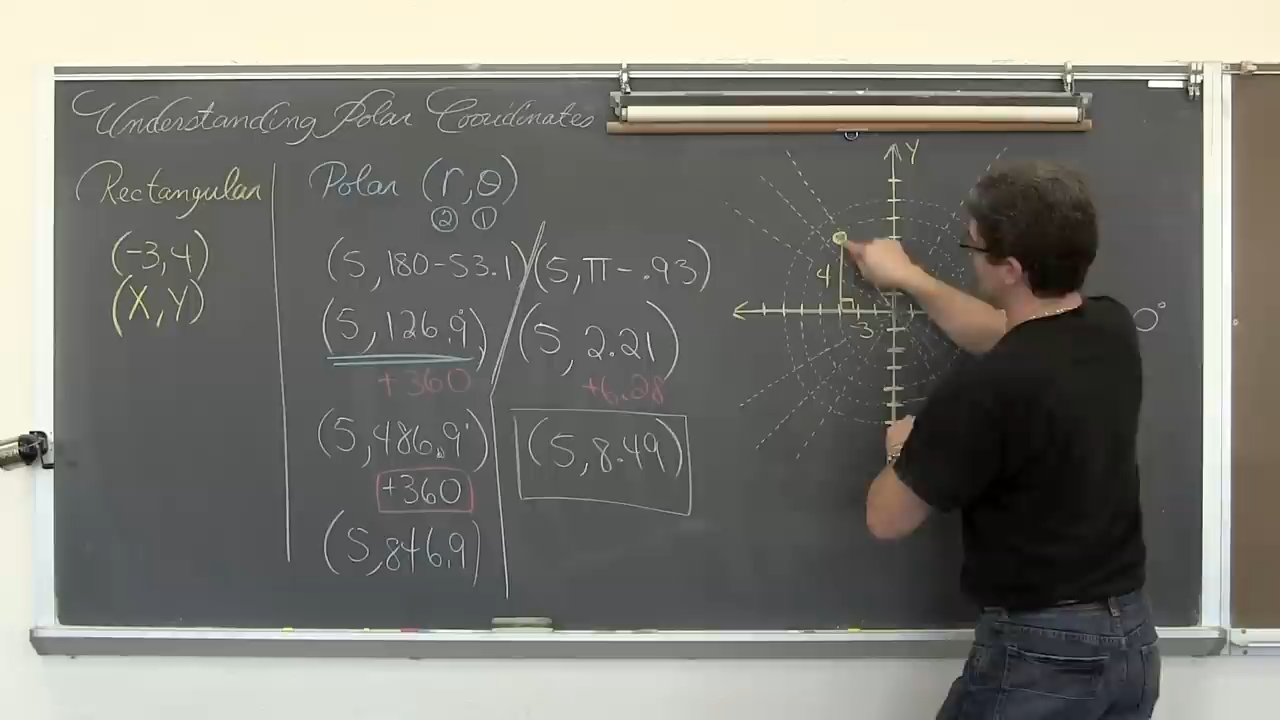 Understanding Polar Coordinates
Rectangular
(-3,4)
(X,Y)
Polar (r,θ)
② ①
(5,180-53.1)
(5,126.9°)
+360
(5,486.9°)
+360
(5,846.9)
(5,π-.93)
(5,2.21)
+6.28
(5,8.49)
Y
4
-3
0°